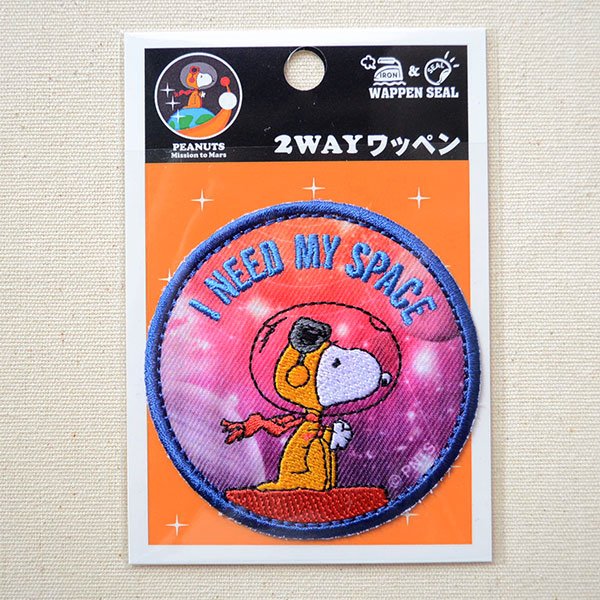 IRON
&
SEAL
WAPPEN SEAL
PEANUTS
Mission to Mars
2WAYワッペン
I NEED MY SPACE
© PNTS